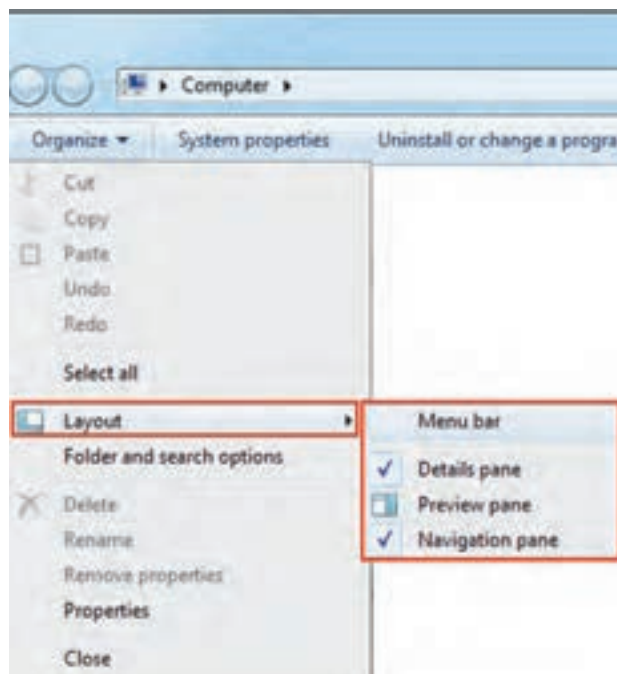 Computer
Organize System properties Uninstall or change a progra
Cut
Copy
Paste
Undo
Redo
Select all
Layout
Folder and search options
Delete
Rename
Remove properties
Properties
Close
Menu bar
Details pane
Preview pane
Navigation pane